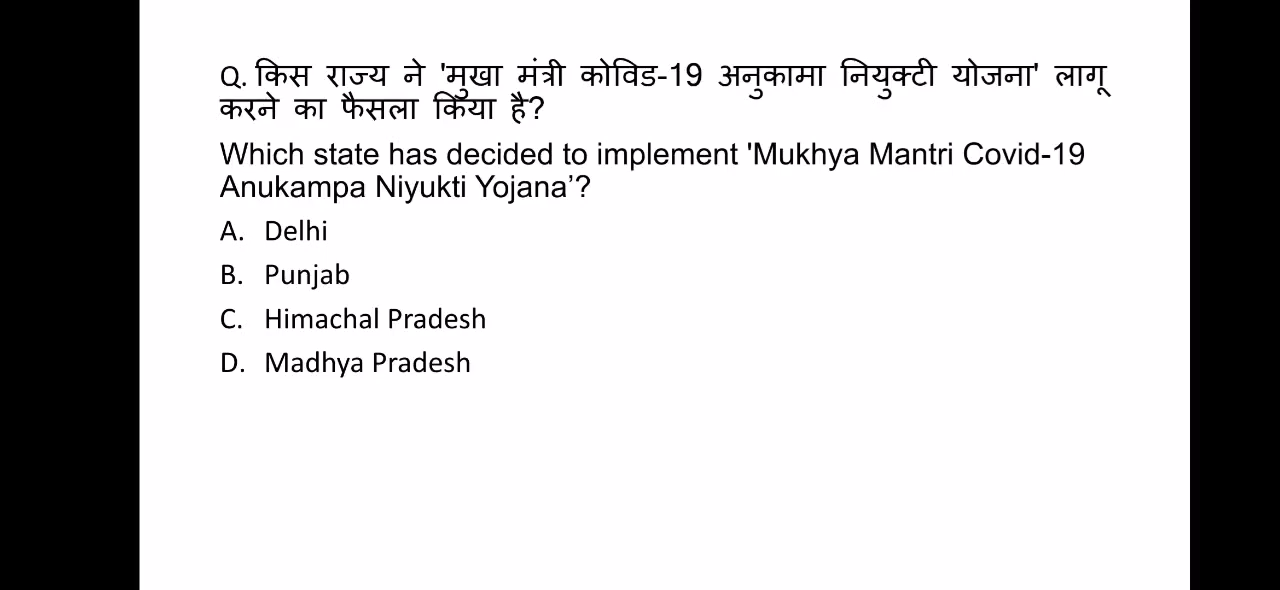 Q. किस राज्य ने 'मुखा मंत्री कोविड-19 अनुकामा नियुक्टी योजना' लागू
करने का फैसला किया है?
Which state has decided to implement 'Mukhya Mantri Covid-19
Anukampa Niyukti Yojana’?
A. Delhi
B. Punjab
C. Himachal Pradesh
D. Madhya Pradesh